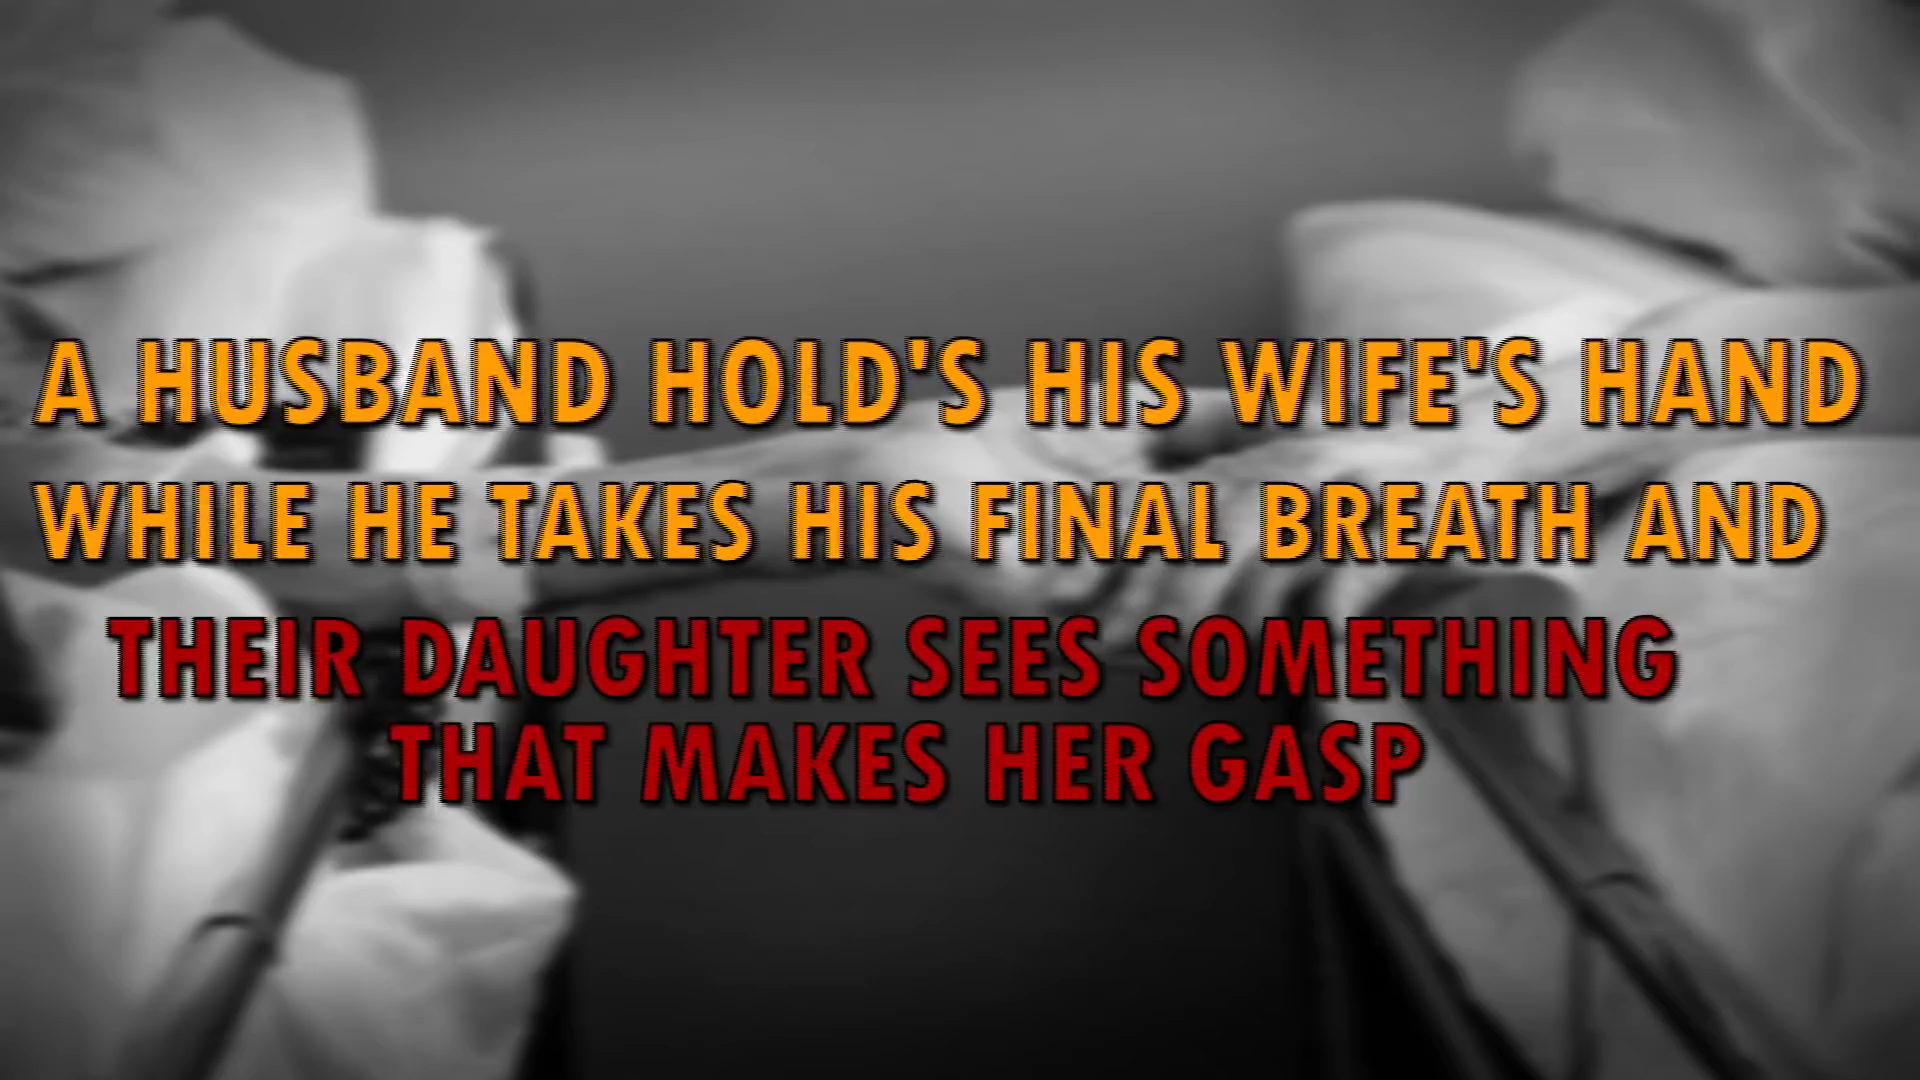 A HUSBAND HOLD'S HIS WIFE'S HAND
WHILE HE TAKES HIS FINAL BREATH AND
THEIR DAUGHTER SEES SOMETHING
THAT MAKES HER GASP